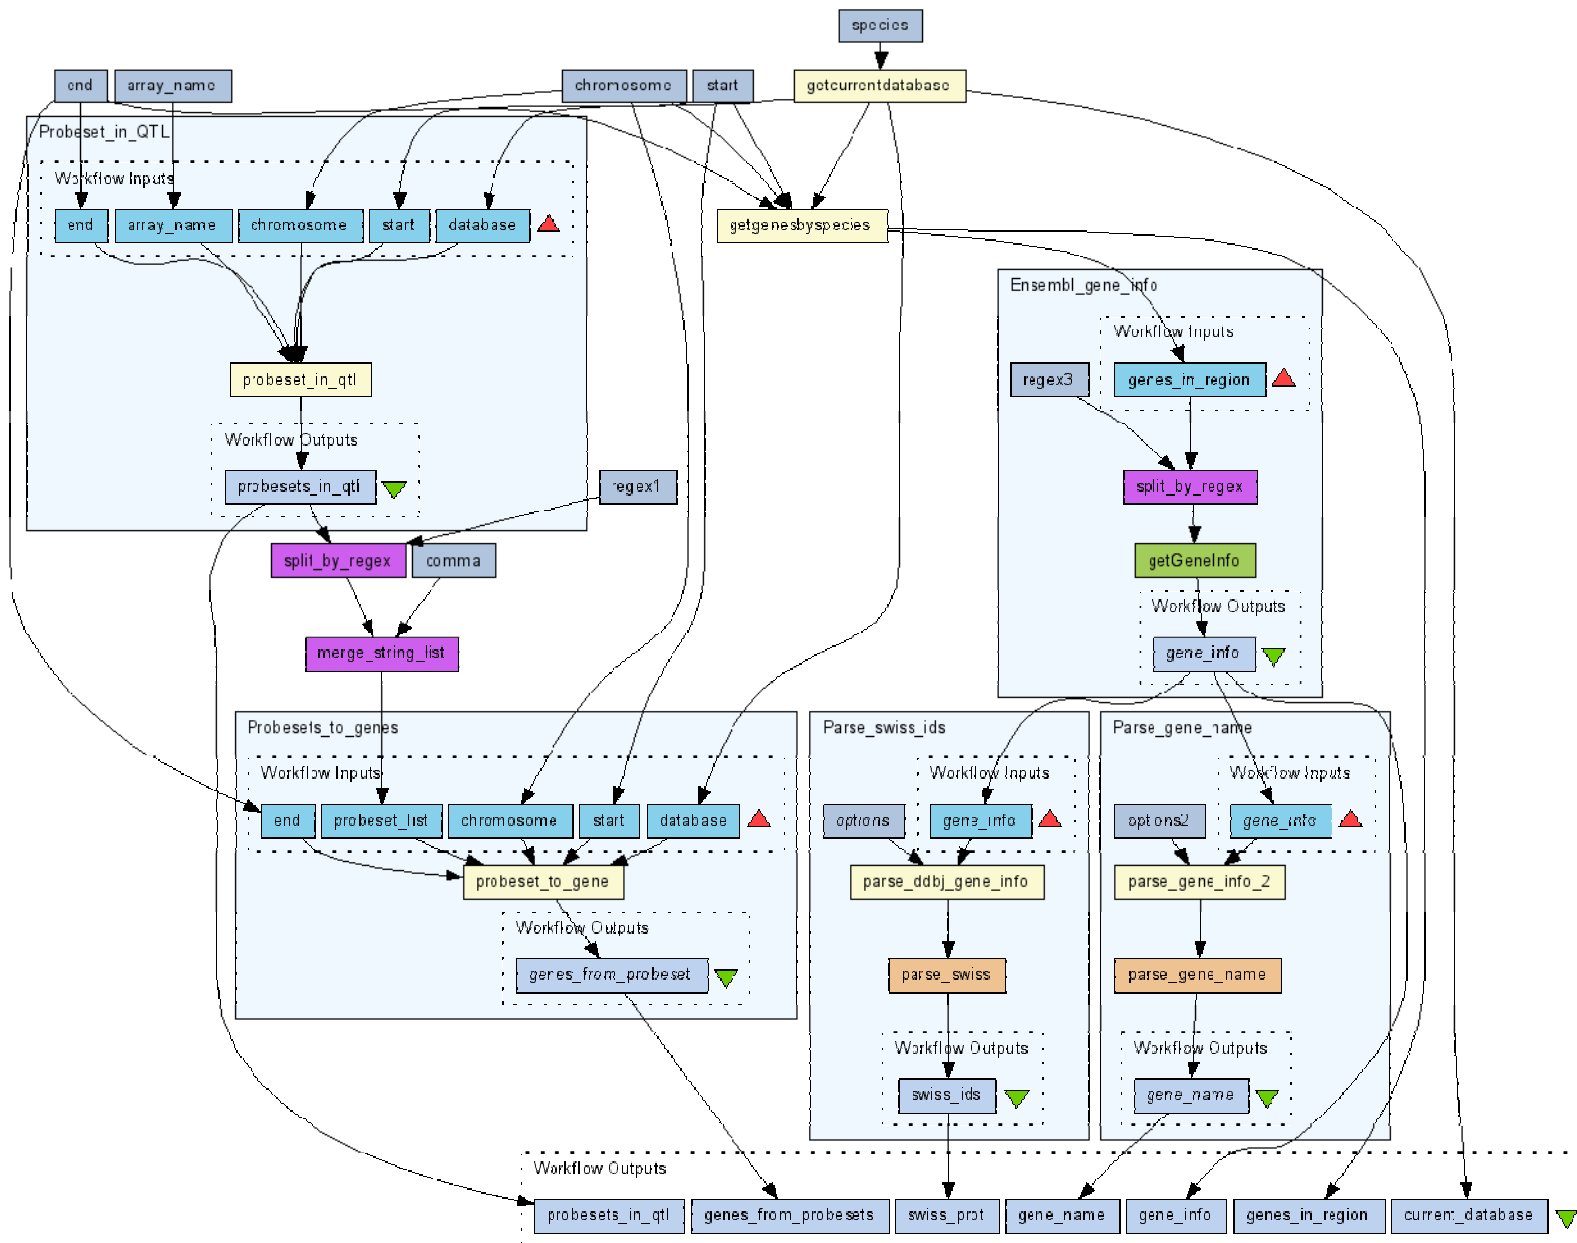 species
end
array_name
chromosome
start
getcurrentdatabase
Probeset_in_QTL
Workflow Inputs
end
array_name
chromosome
start
database
getgenesbyspecies
Ensembl_gene_info
Workflow Inputs
regex3
genes_in_region
probeset_in_qtl
Workflow Outputs
probesets_in_qtl
regex1
split_by_regex
split_by_regex
comma
getGeneInfo
Workflow Outputs
merge_string_list
gene_info
Probesets_to_genes
Parse_swiss_ids
Parse_gene_name
Workflow Inputs
Workflow Inputs
Workflow Inputs
end
probeset_list
chromosome
start
database
options
gene_info
options2
gene_info
probeset_to_gene
parse_ddbj_gene_info
parse_gene_info_2
Workflow Outputs
genes_from_probeset
parse_swiss
parse_gene_name
Workflow Outputs
Workflow Outputs
swiss_ids
gene_name
Workflow Outputs
probesets_in_qtl
genes_from_probesets
swiss_prot
gene_name
gene_info
genes_in_region
current_database